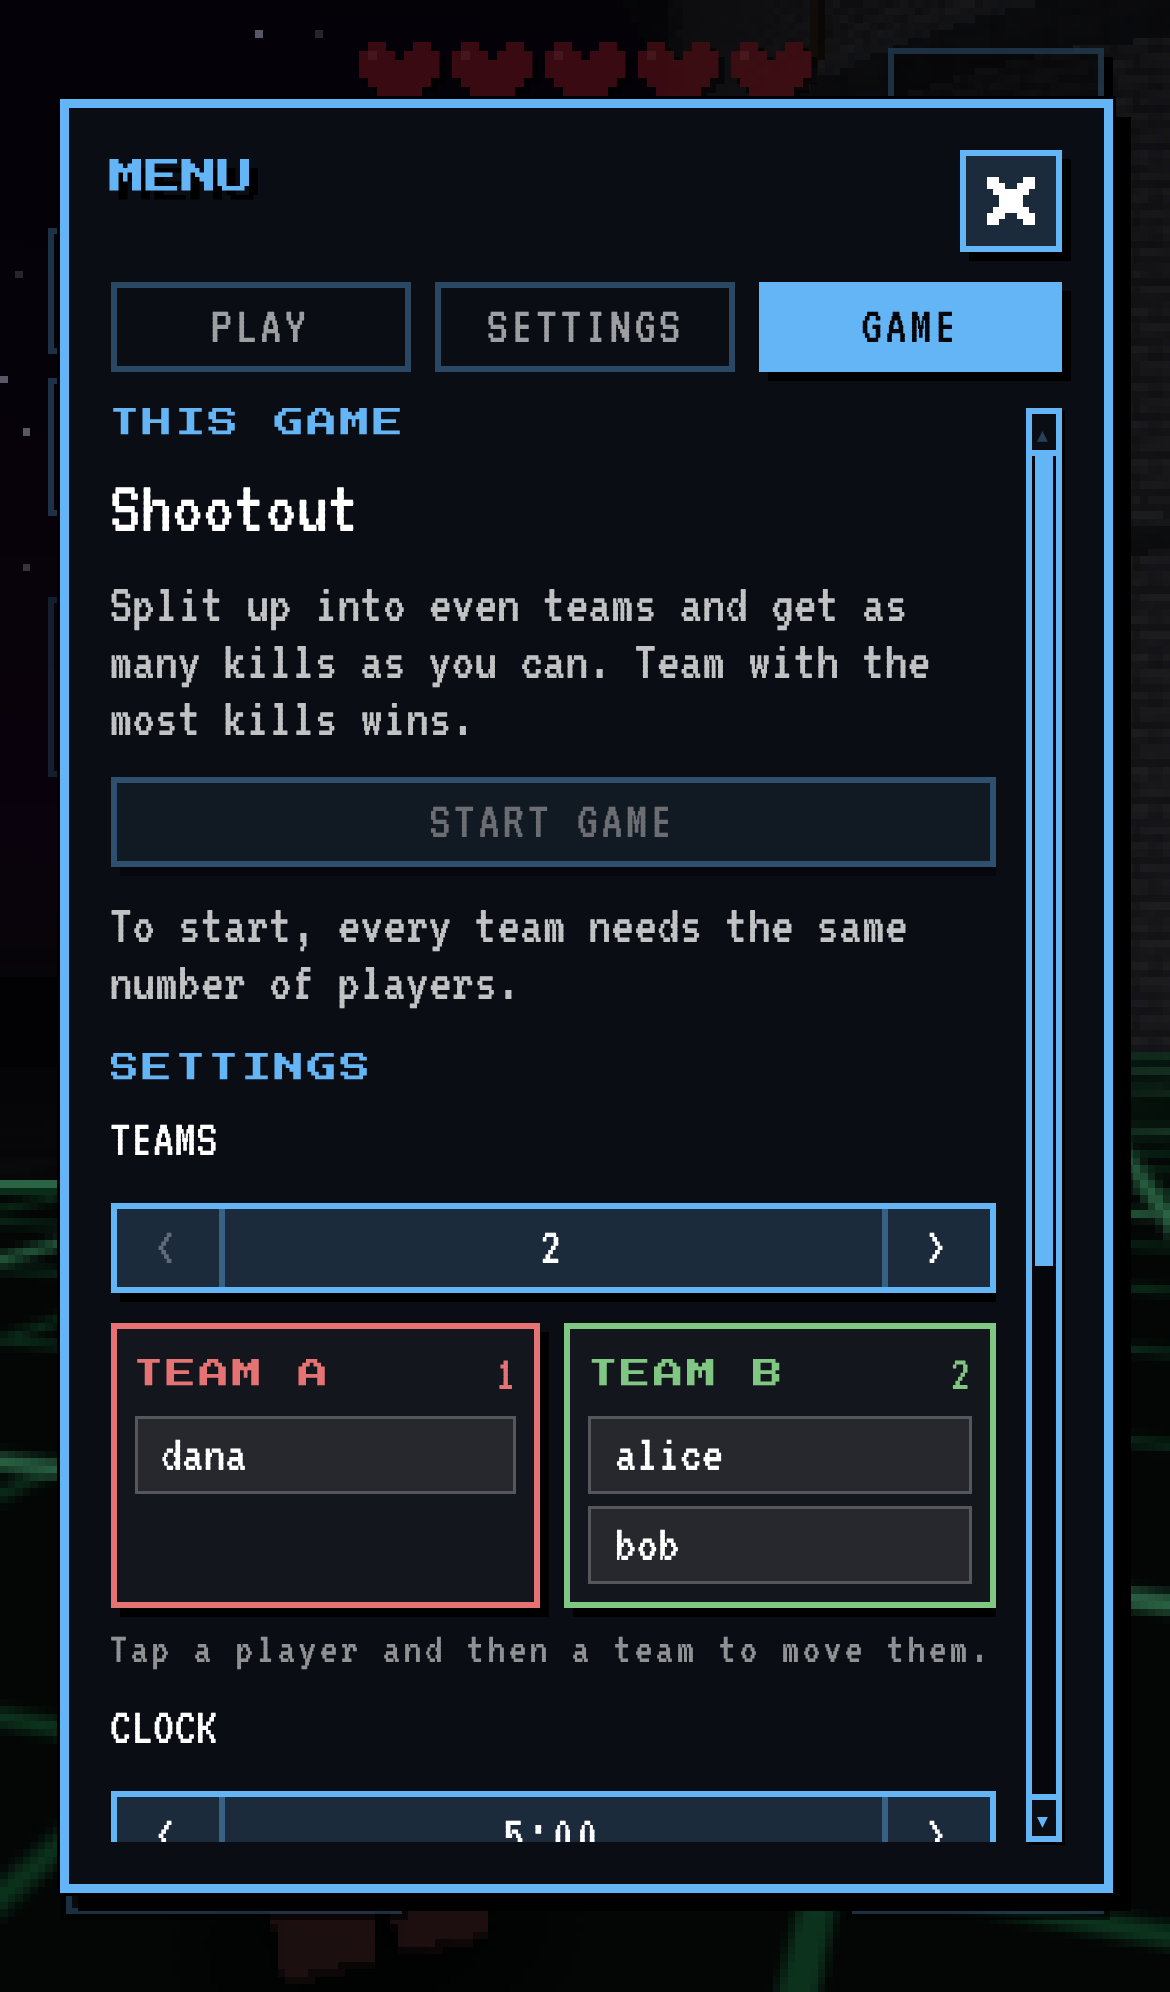 MENU
PLAY SETTINGS GAME
THIS GAME
Shootout
Split up into even teams and get as
many kills as you can. Team with the
most kills wins.
START GAME
To start, every team needs the same
number of players.
SETTINGS
TEAMS
2
TEAM A 1
dana
TEAM B 2
alice
bob
Tap a player and then a team to move them.
CLOCK
5:00